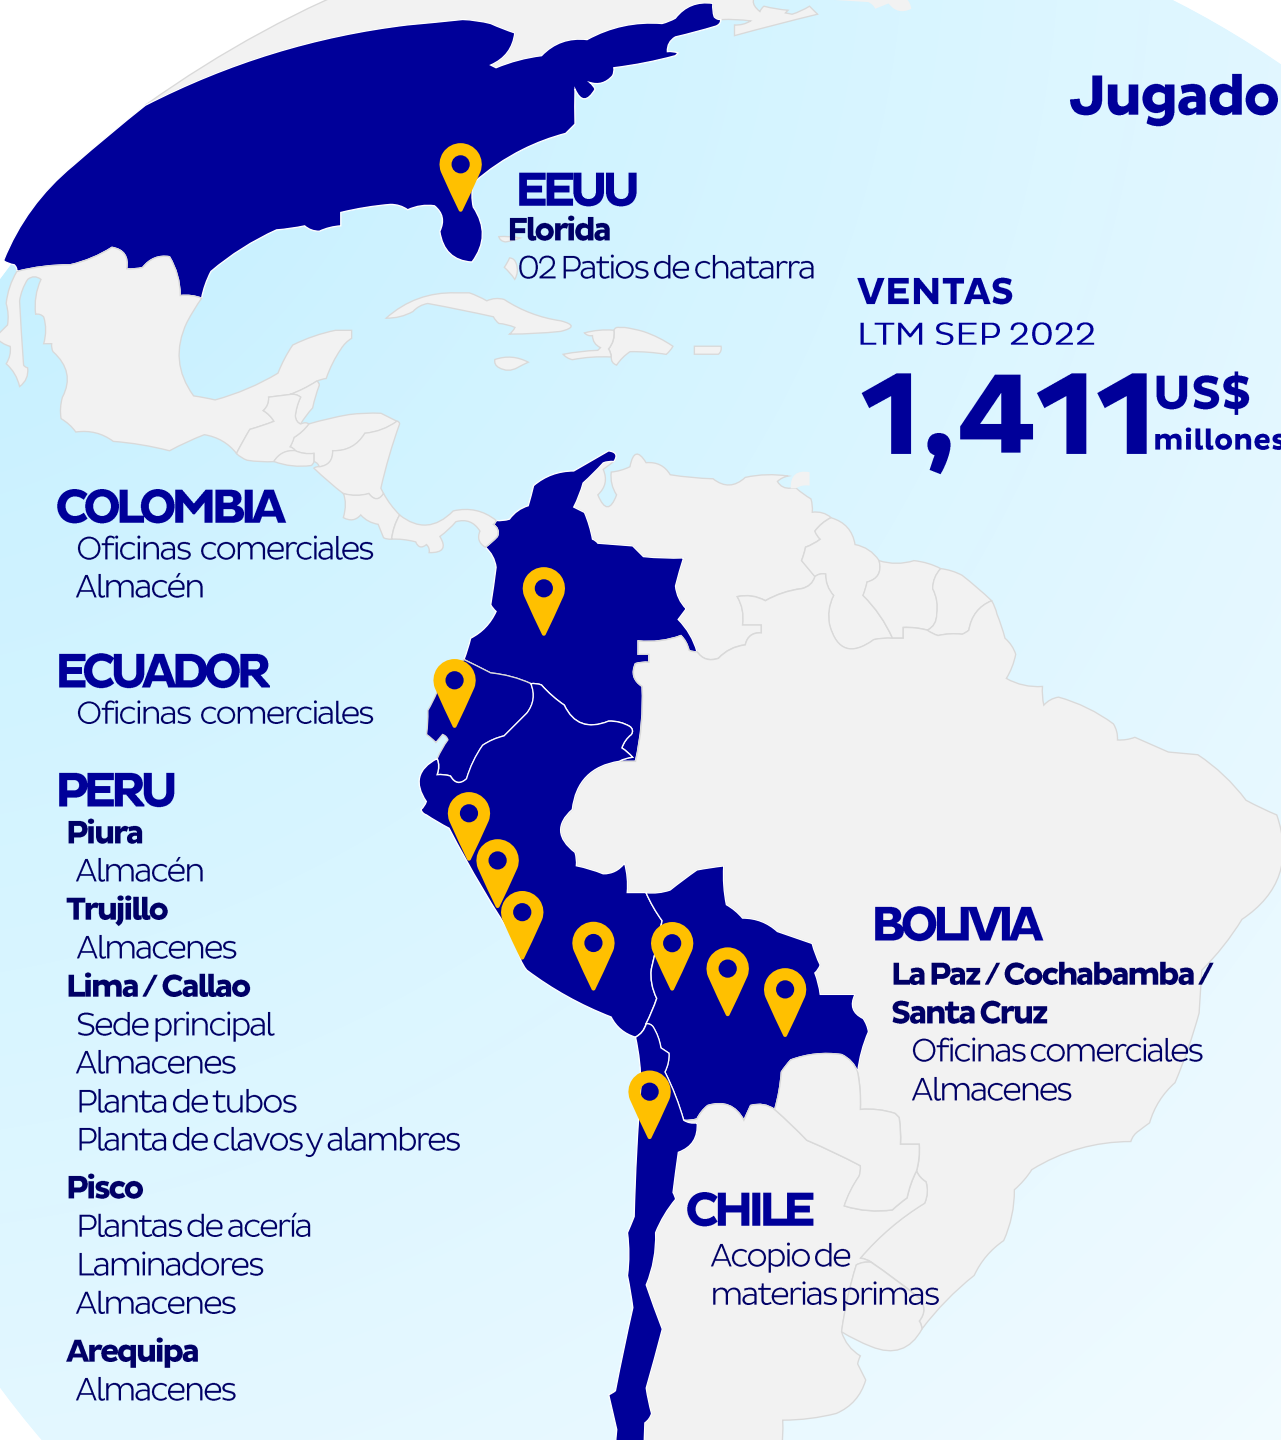 Jugado
EEUU
Florida
02 Patios de chatarra
VENTAS
LTM SEP 2022
1,411 US$
millones
COLOMBIA
Oficinas comerciales
Almacén
ECUADOR
Oficinas comerciales
PERU
Piura
Almacén
Trujillo
Almacenes
Lima / Callao
Sede principal
Almacenes
Planta de tubos
Planta de clavos y alambres
Pisco
Plantas de acería
Laminadores
Almacenes
Arequipa
Almacenes
BOLIVIA
La Paz / Cochabamba /
Santa Cruz
Oficinas comerciales
Almacenes
CHILE
Acopio de
materias primas